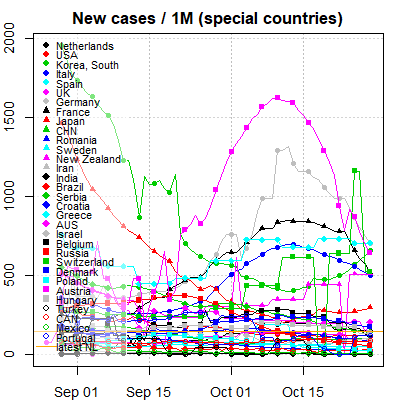 New cases / 1M (special countries)
2000
1500
1000
500
0
Netherlands
USA
Korea, South
Italy
Spain
UK
Germany
France
Japan
CHN
Romania
Sweden
New Zealand
Iran
India
Brazil
Serbia
Croatia
Greece
AUS
Israel
Belgium
Russia
Switzerland
Denmark
Poland
Austria
Hungary
Turkey
CAN
Mexico
Portugal
latest NL
Sep 01
Sep 15
Oct 01
Oct 15